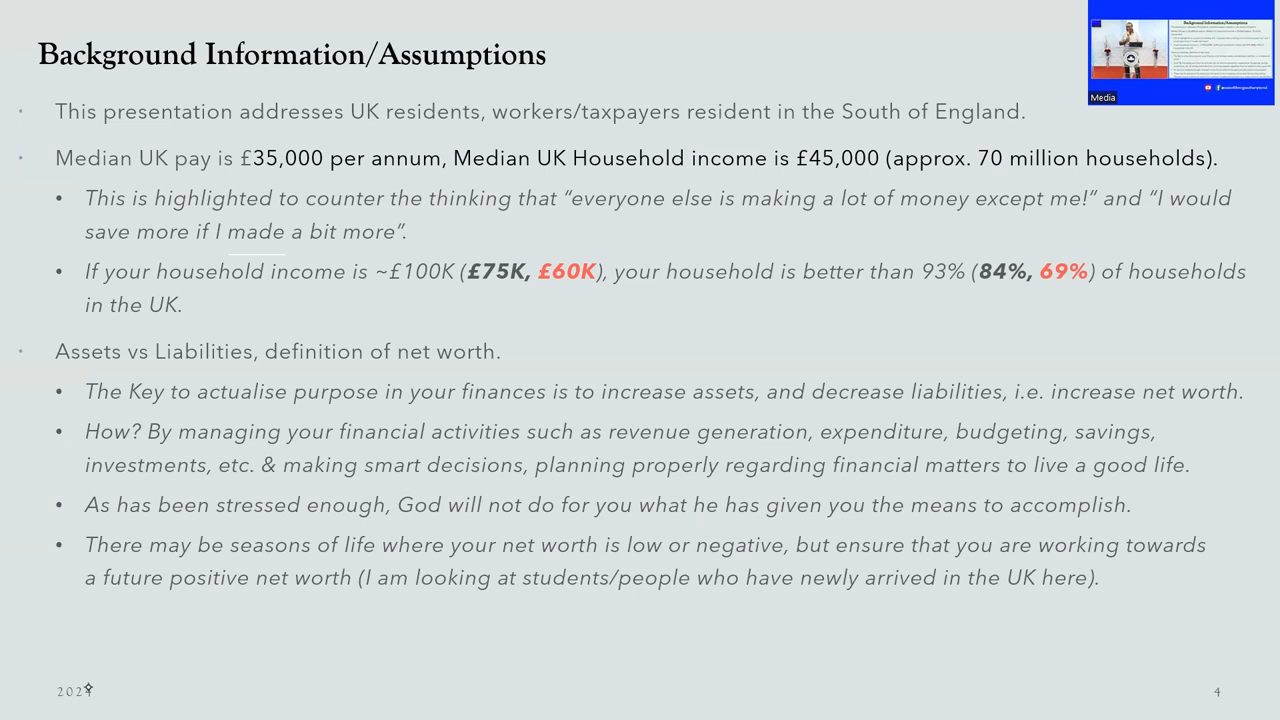 Background Information/Assumptions
Media
• This presentation addresses UK residents, workers/taxpayers resident in the South of England.
• Median UK pay is £35,000 per annum, Median UK Household income is £45,000 (approx. 70 million households).
• This is highlighted to counter the thinking that “everyone else is making a lot of money except me!” and “I would
save more if I made a bit more”.
• If your household income is ~£100K (£75K, £60K), your household is better than 93% (84%, 69%) of households
in the UK.
• Assets vs Liabilities, definition of net worth.
• The Key to actualise purpose in your finances is to increase assets, and decrease liabilities, i.e. increase net worth.
• How? By managing your financial activities such as revenue generation, expenditure, budgeting, savings,
investments, etc. & making smart decisions, planning properly regarding financial matters to live a good life.
• As has been stressed enough, God will not do for you what he has given you the means to accomplish.
• There may be seasons of life where your net worth is low or negative, but ensure that you are working towards
a future positive net worth (I am looking at students/people who have newly arrived in the UK here).
4